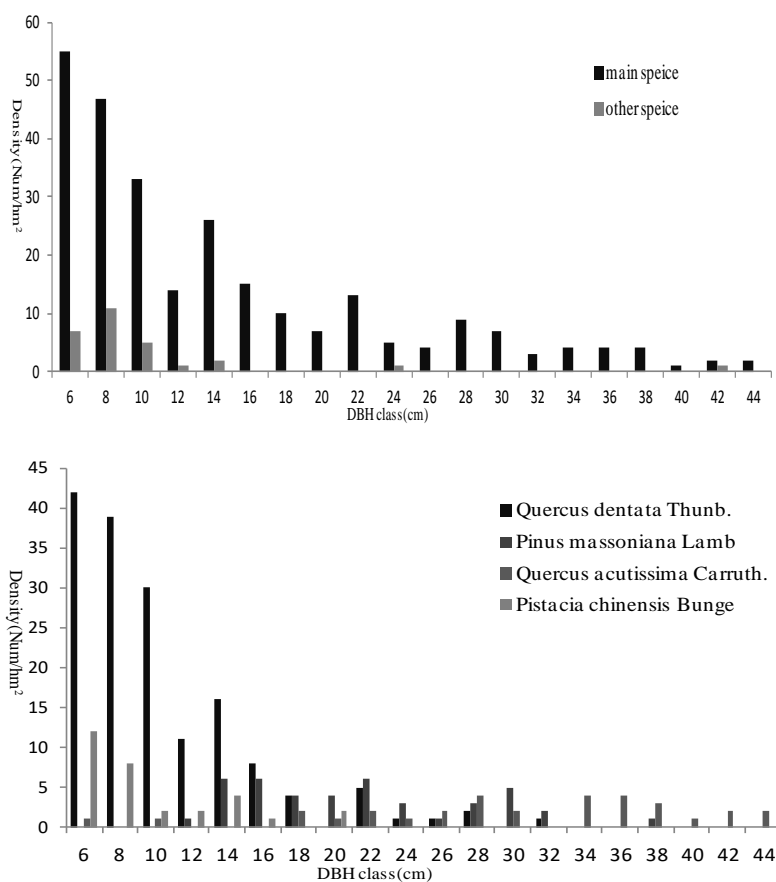 60
50
40
30
20
10
0
Density(Num/hm²
main speice
other speice
6 8 10 12 14 16 18 20 22 24 26 28 30 32 34 36 38 40 42 44
DBH class(cm)
45
40
35
30
25
20
15
10
5
0
Density(Num/hm²
Quercus dentata Thunb.
Pinus massoniana Lamb
Quercus acutissima Carruth.
Pistacia chinensis Bunge
6 8 10 12 14 16 18 20 22 24 26 28 30 32 34 36 38 40 42 44
DBH class(cm)